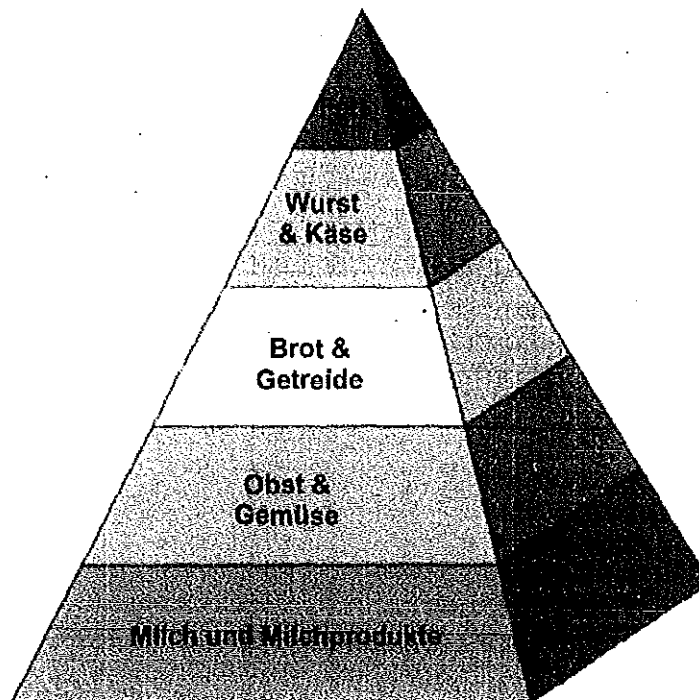 Wurst
& Käse
Brot &
Getreide
Obst &
Gemüse
Milch und Milchprodukte